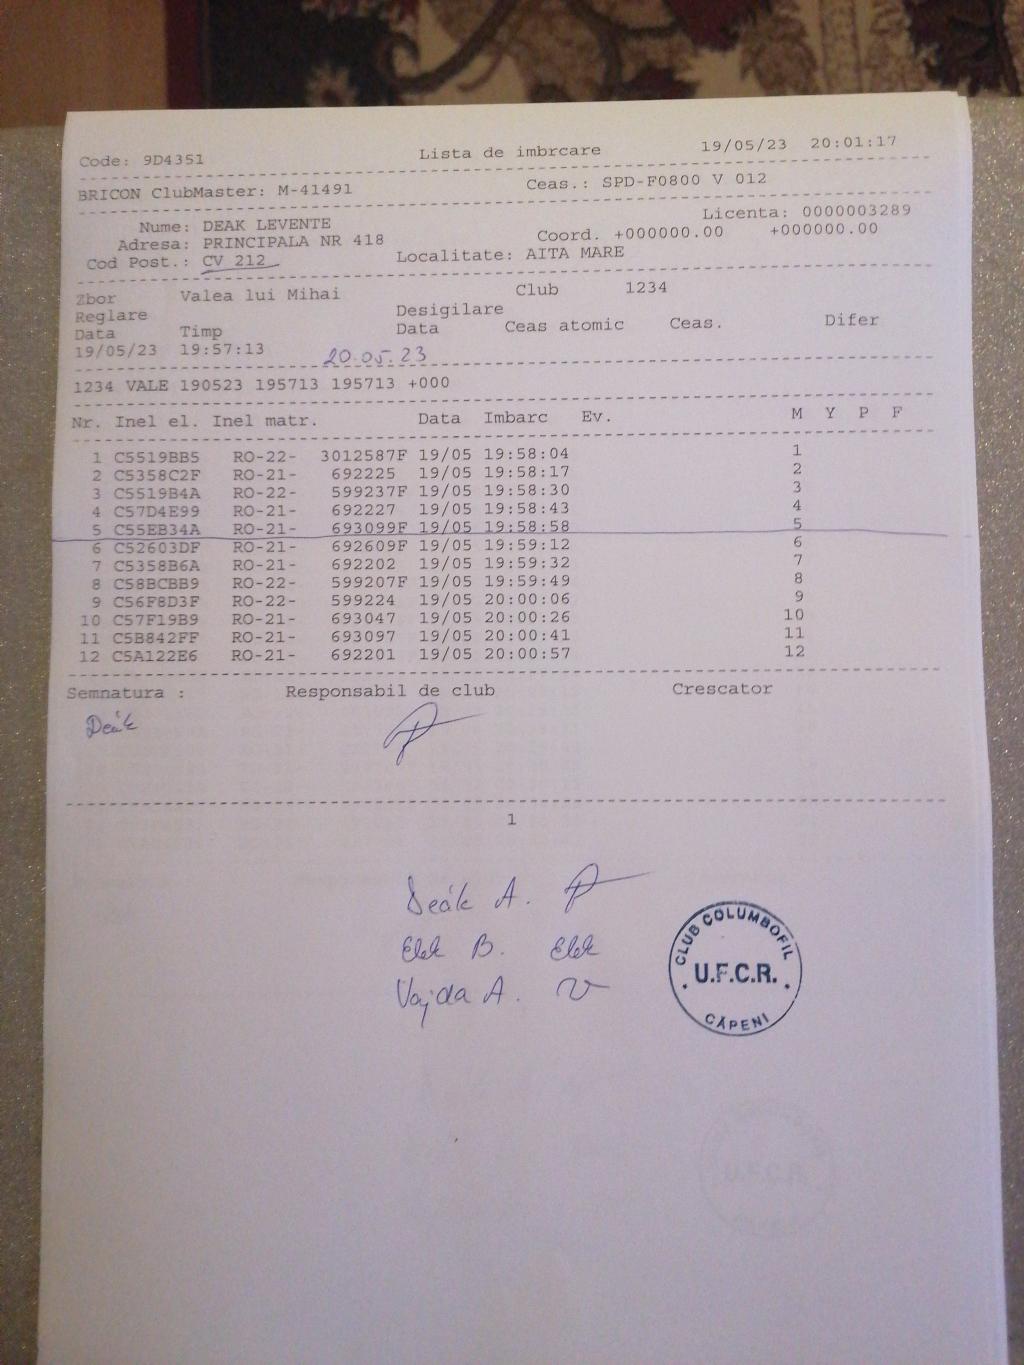 Code: 9D4351 Lista de imbrcare 19/05/23 20:01:17
BRICON ClubMaster: M-41491 Ceas.: SPD-F0800 V 012
Nume: DEAK LEVENTE Licenta: 0000003289
Adresa: PRINCIPALA NR 418 Coord. +000000.00 +000000.00
Cod Post.: CV 212 Localitate: AITA MARE
Zbor Valea lui Mihai Club 1234
Reglare Desigilare
Data Timp Data Ceas atomic Ceas. Difer
19/05/23 19:57:13 20.05.23
1234 VALE 190523 195713 195713 +000
Nr. Inel el. Inel matr. Data Imbarc Ev. M Y P F
1 C5519BB5 RO-22- 3012587F 19/05 19:58:04 1
2 C5358C2F RO-21- 692225 19/05 19:58:17 2
3 C5519B4A RO-22- 599237F 19/05 19:58:30 3
4 C57D4E99 RO-21- 692227 19/05 19:58:43 4
5 C55EB34A RO-21- 693099F 19/05 19:58:58 5
6 C52603DF RO-21- 692609F 19/05 19:59:12 6
7 C5358B6A RO-21- 692202 19/05 19:59:32 7
8 C58BCBB9 RO-22- 599207F 19/05 19:59:49 8
9 C56F8D3F RO-22- 599224 19/05 20:00:06 9
10 C57F19B9 RO-21- 693047 19/05 20:00:26 10
11 C5B842FF RO-21- 693097 19/05 20:00:41 11
12 C5A122E6 RO-21- 692201 19/05 20:00:57 12
Semnatura : Responsabil de club Crescator
Deák
1
Deák A.
Elek B. Elek
Vajda A. V
CLUB COLUMBOFIL
U.F.C.R.
CĂPENI